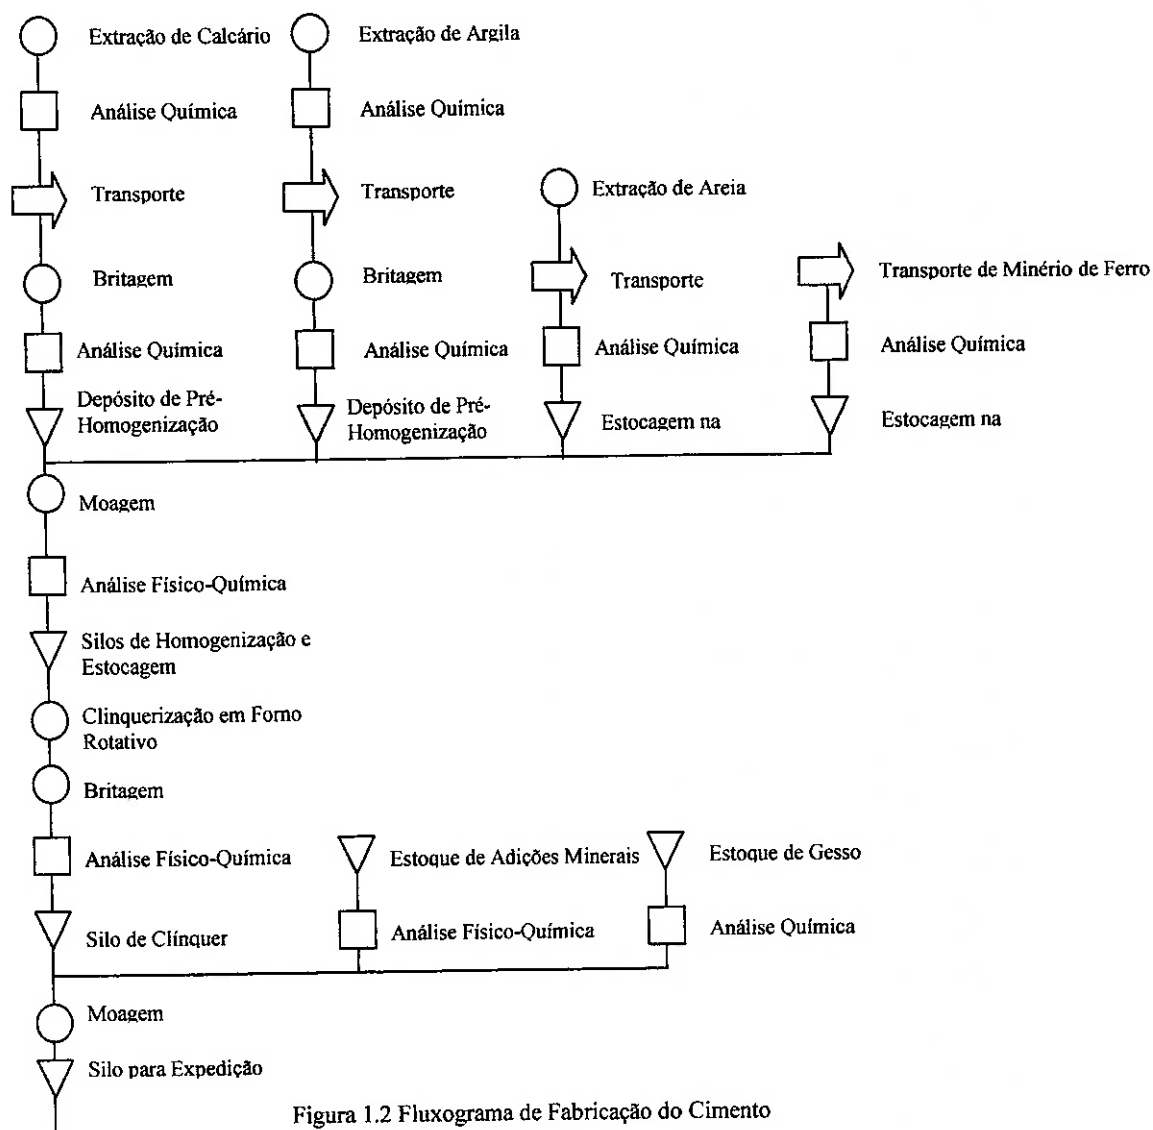 Extração de Calcário
Extração de Argila
Análise Química
Análise Química
Transporte
Transporte
Extração de Areia
Britagem
Britagem
Transporte
Transporte de Minério de Ferro
Análise Química
Análise Química
Análise Química
Análise Química
Depósito de Pré-
Homogenização
Depósito de Pré-
Homogenização
Estocagem na
Estocagem na
Moagem
Análise Físico-Química
Silos de Homogenização e
Estocagem
Clinquerização em Forno
Rotativo
Britagem
Análise Físico-Química
Estoque de Adições Minerais
Estoque de Gesso
Silo de Clínquer
Análise Físico-Química
Análise Química
Moagem
Silo para Expedição
Figura 1.2 Fluxograma de Fabricação do Cimento